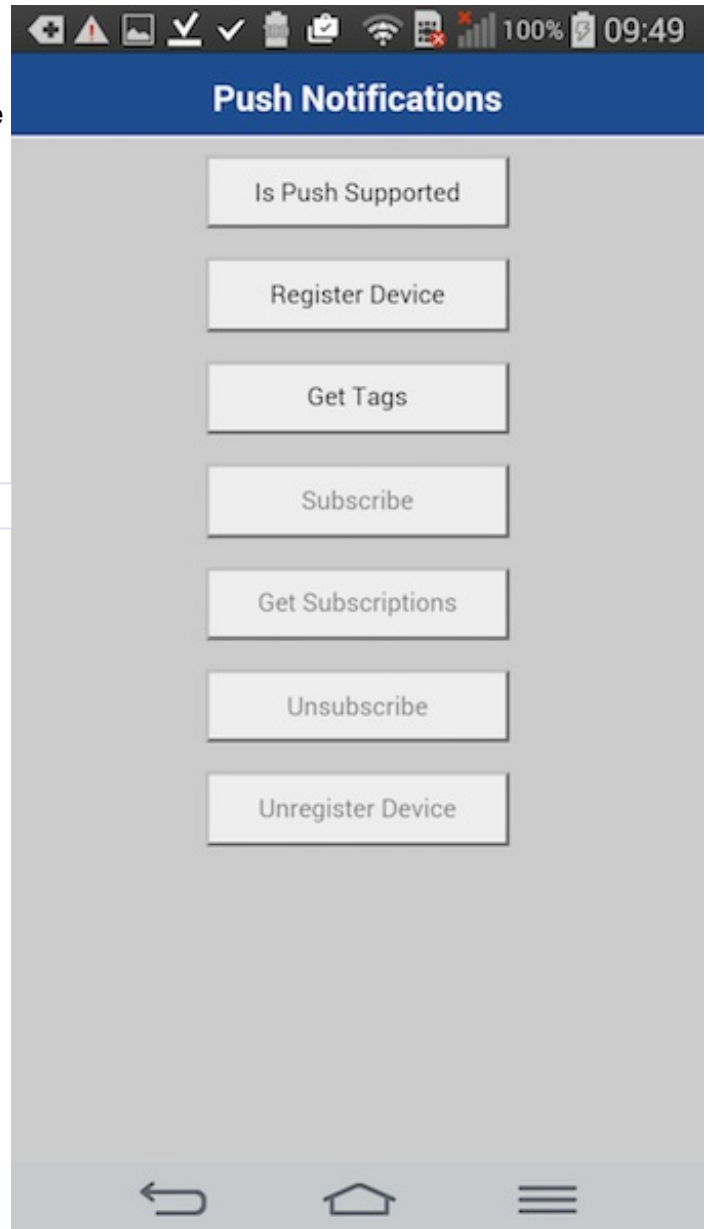 100% 09:49
Push Notifications
e
Is Push Supported
Register Device
Get Tags
Subscribe
Get Subscriptions
Unsubscribe
Unregister Device